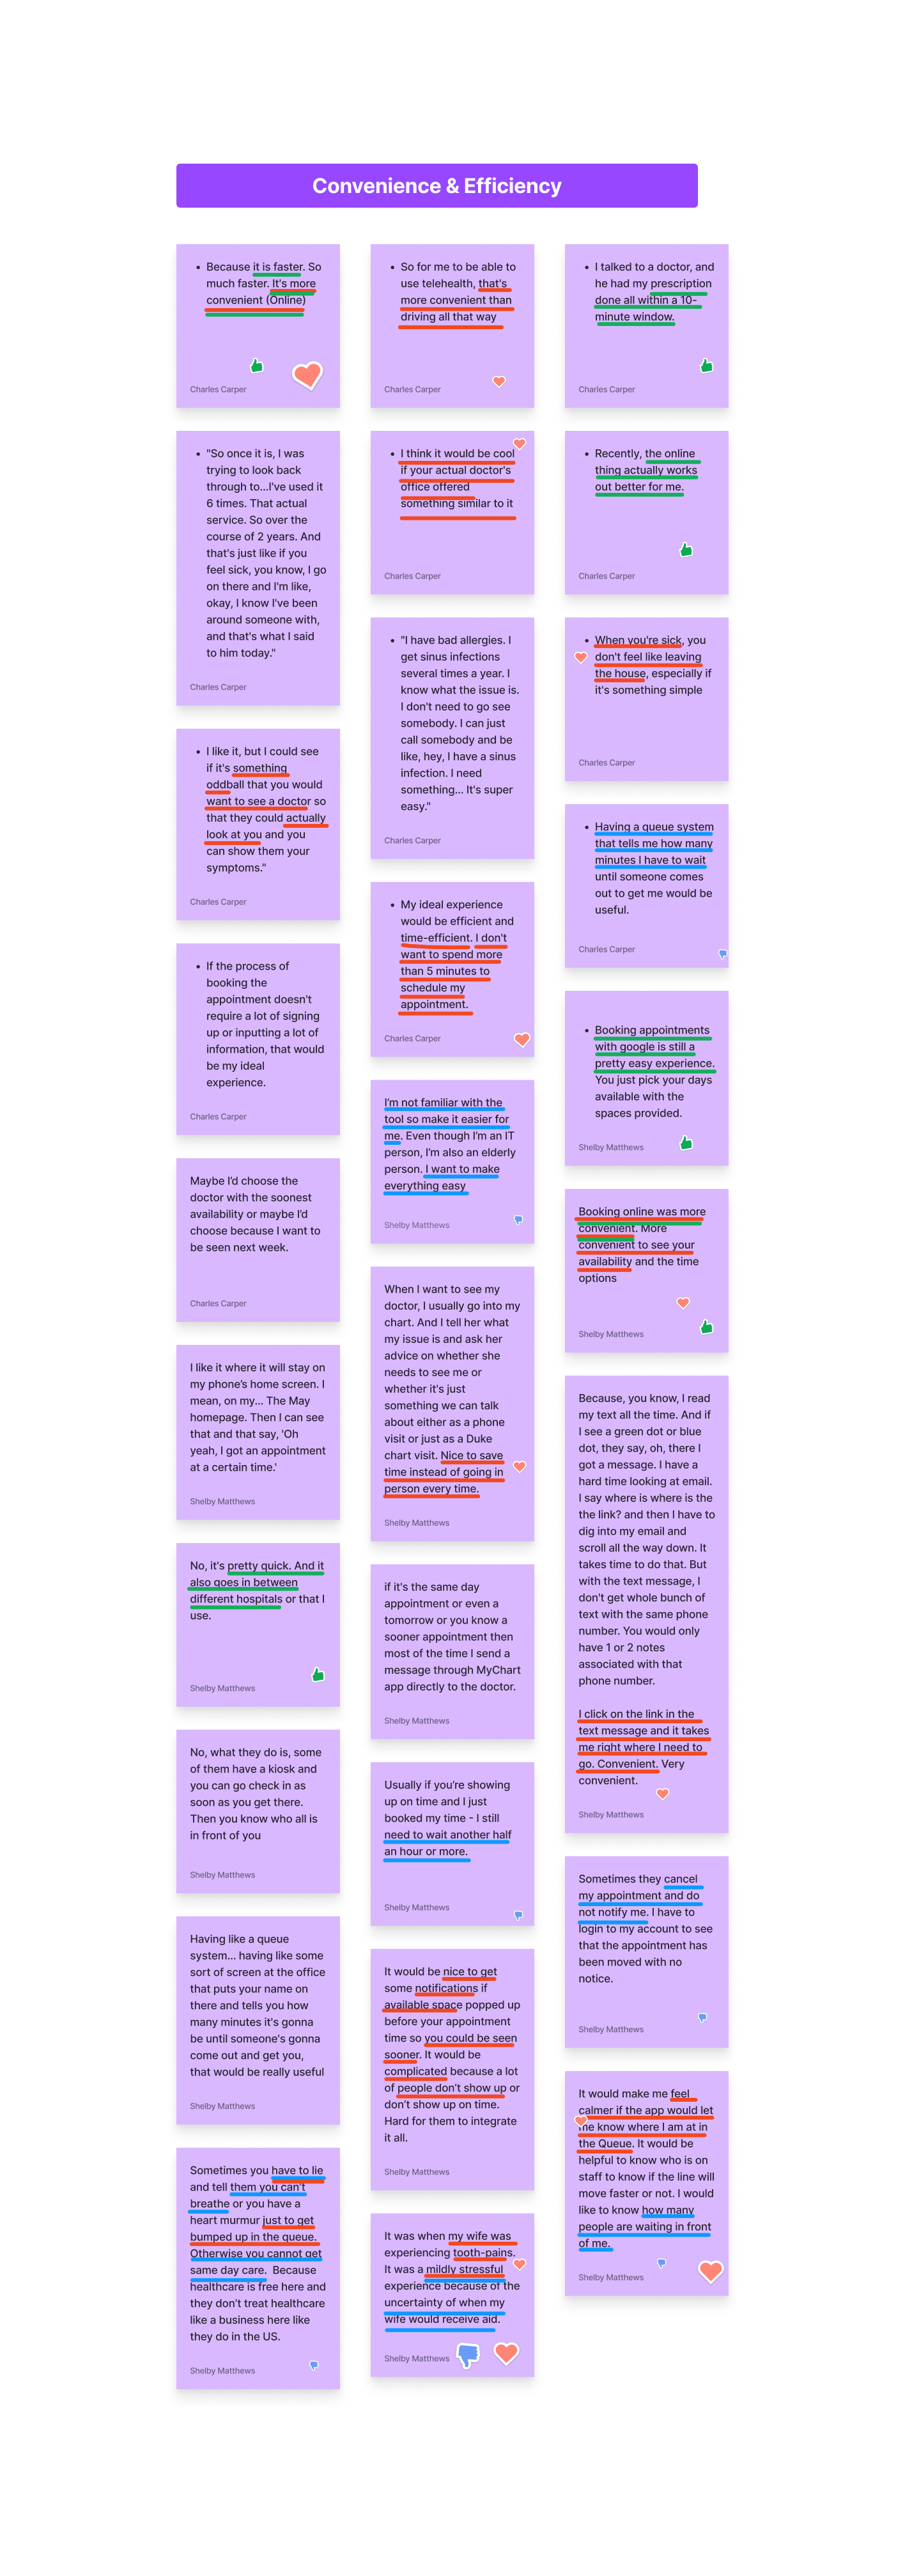 Convenience & Efficiency
• Because it is faster. So
much faster. It's more
convenient (Online)
Charles Carper
• "So once it is, I was
trying to look back
through to...I've used it
6 times. That actual
service. So over the
course of 2 years. And
that's just like if you
feel sick, you know, I go
on there and I'm like,
okay, I know I've been
around someone with,
and that's what I said
to him today."
Charles Carper
• I like it, but I could see
if it's something
oddball that you would
want to see a doctor so
that they could actually
look at you and you
can show them your
symptoms."
Charles Carper
• If the process of
booking the
appointment doesn't
require a lot of signing
up or inputting a lot of
information, that would
be my ideal
experience.
Charles Carper
Maybe I'd choose the
doctor with the soonest
availability or maybe I'd
choose because I want to
be seen next week.
Charles Carper
I like it where it will stay on
my phone's home screen. I
mean, on my... The May
homepage. Then I can see
that and that say, 'Oh
yeah, I got an appointment
at a certain time.'
Shelby Matthews
No, it's pretty quick. And it
also goes in between
different hospitals or that I
use.
Shelby Matthews
No, what they do is, some
of them have a kiosk and
you can go check in as
soon as you get there.
Then you know who all is
in front of you
Shelby Matthews
Having like a queue
system... having like some
sort of screen at the office
that puts your name on
there and tells you how
many minutes it's gonna
be until someone's gonna
come out and get you,
that would be really useful
Shelby Matthews
Sometimes you have to lie
and tell them you can't
breathe or you have a
heart murmur just to get
bumped up in the queue.
Otherwise you cannot get
same day care. Because
healthcare is free here and
they don't treat healthcare
like a business here like
they do in the US.
Shelby Matthews
• So for me to be able to
use telehealth, that's
more convenient than
driving all that way
Charles Carper
• I think it would be cool
if your actual doctor's
office offered
something similar to it
Charles Carper
• "I have bad allergies. I
get sinus infections
several times a year. I
know what the issue is.
I don't need to go see
somebody. I can just
call somebody and be
like, hey, I have a sinus
infection. I need
something... It's super
easy."
Charles Carper
• My ideal experience
would be efficient and
time-efficient. I don't
want to spend more
than 5 minutes to
schedule my
appointment.
Charles Carper
I'm not familiar with the
tool so make it easier for
me. Even though I'm an IT
person, I'm also an elderly
person. I want to make
everything easy
Shelby Matthews
When I want to see my
doctor, I usually go into my
chart. And I tell her what
my issue is and ask her
advice on whether she
needs to see me or
whether it's just
something we can talk
about either as a phone
visit or just as a Duke
chart visit. Nice to save
time instead of going in
person every time.
Shelby Matthews
if it's the same day
appointment or even a
tomorrow or you know a
sooner appointment then
most of the time I send a
message through MyChart
app directly to the doctor.
Shelby Matthews
Usually if you're showing
up on time and I just
booked my time - I still
need to wait another half
an hour or more.
Shelby Matthews
It would be nice to get
some notifications if
available space popped up
before your appointment
time so you could be seen
sooner. It would be
complicated because a lot
of people don't show up or
don't show up on time.
Hard for them to integrate
it all.
Shelby Matthews
It was when my wife was
experiencing tooth-pains.
It was a mildly stressful
experience because of the
uncertainty of when my
wife would receive aid.
Shelby Matthews
• I talked to a doctor, and
he had my prescription
done all within a 10-
minute window.
Charles Carper
• Recently, the online
thing actually works
out better for me.
Charles Carper
• When you're sick, you
don't feel like leaving
the house, especially if
it's something simple
Charles Carper
• Having a queue system
that tells me how many
minutes I have to wait
until someone comes
out to get me would be
useful.
Charles Carper
• Booking appointments
with google is still a
pretty easy experience.
You just pick your days
available with the
spaces provided.
Shelby Matthews
Booking online was more
convenient. More
convenient to see your
availability and the time
options
Shelby Matthews
Because, you know, I read
my text all the time. And if
I see a green dot or blue
dot, they say, oh, there I
got a message. I have a
hard time looking at email.
I say where is where is the
the link? and then I have to
dig into my email and
scroll all the way down. It
takes time to do that. But
with the text message, I
don't get whole bunch of
text with the same phone
number. You would only
have 1 or 2 notes
associated with that
phone number.
I click on the link in the
text message and it takes
me right where I need to
go. Convenient. Very
convenient.
Shelby Matthews
Sometimes they cancel
my appointment and do
not notify me. I have to
login to my account to see
that the appointment has
been moved with no
notice.
Shelby Matthews
It would make me feel
calmer if the app would let
me know where I am at in
the Queue. It would be
helpful to know who is on
staff to know if the line will
move faster or not. I would
like to know how many
people are waiting in front
of me.
Shelby Matthews